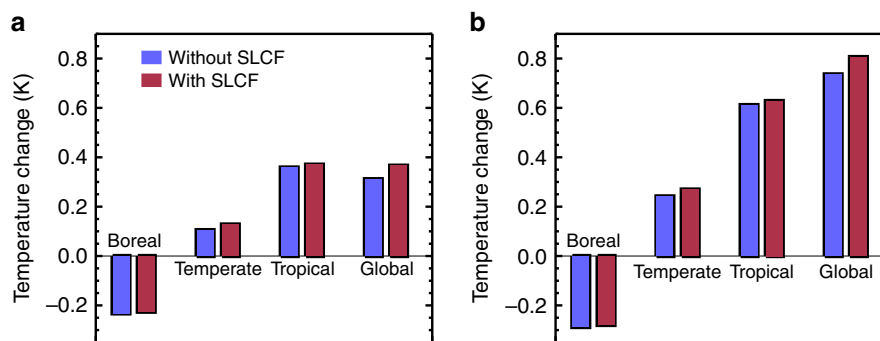 a
Temperature change (K)
0.8
0.6
0.4
0.2
0.0
−0.2
Without SLCF
With SLCF
Boreal
Temperate
Tropical
Global
b
Temperature change (K)
0.8
0.6
0.4
0.2
0.0
−0.2
Boreal
Temperate
Tropical
Global